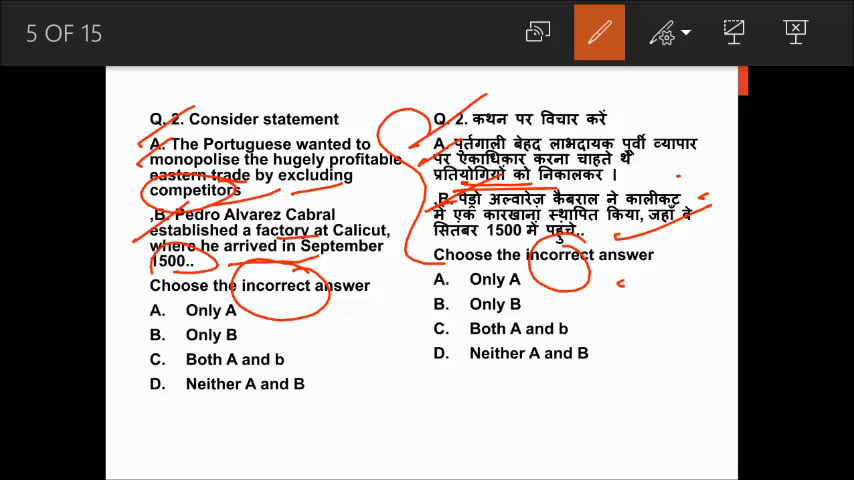 5 OF 15
Q. 2. Consider statement
A. The Portuguese wanted to
monopolise the hugely profitable
eastern trade by excluding
competitors
,B. Pedro Alvarez Cabral
established a factory at Calicut,
where he arrived in September
1500..
Choose the incorrect answer
A. Only A
B. Only B
C. Both A and b
D. Neither A and B
Q. 2. कथन पर विचार करें
A. पुर्तगाली बेहद लाभदायक पूर्वी व्यापार
पर ऐकाधिकार करना चाहते थे
प्रतियोगियों को निकालकर ।
,B. पेड्रो अल्वारेज़ कैबराल ने कालीकट
में एक कारखाना स्थापित किया, जहाँ वे
सितंबर 1500 में पहुंचे..
Choose the incorrect answer
A. Only A
B. Only B
C. Both A and b
D. Neither A and B